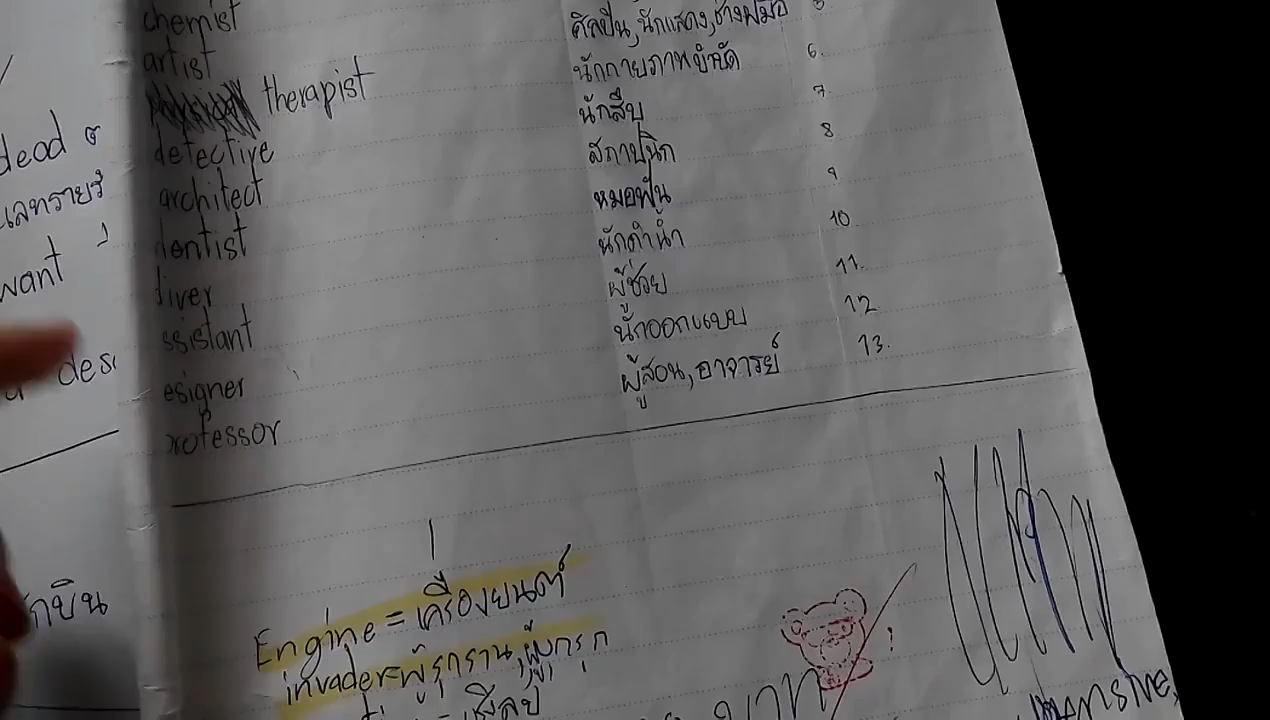 chemist
artist ศิลปิน,นักแสดง,ช่างฝีมือ
therapist นักกายภาพบำบัด 6.
detective นักสืบ 7
architect สถาปนิก 8
dentist หมอฟัน 9
diver นักดำน้ำ 10
ssistant ผู้ช่วย 11.
esigner นักออกแบบ 12
rofessor ผู้สอน,อาจารย์ 13.
dead
want
des
กบิน
Engine = เครื่องยนต์
invader=ผู้รุกราน,ผู้บุกรุก